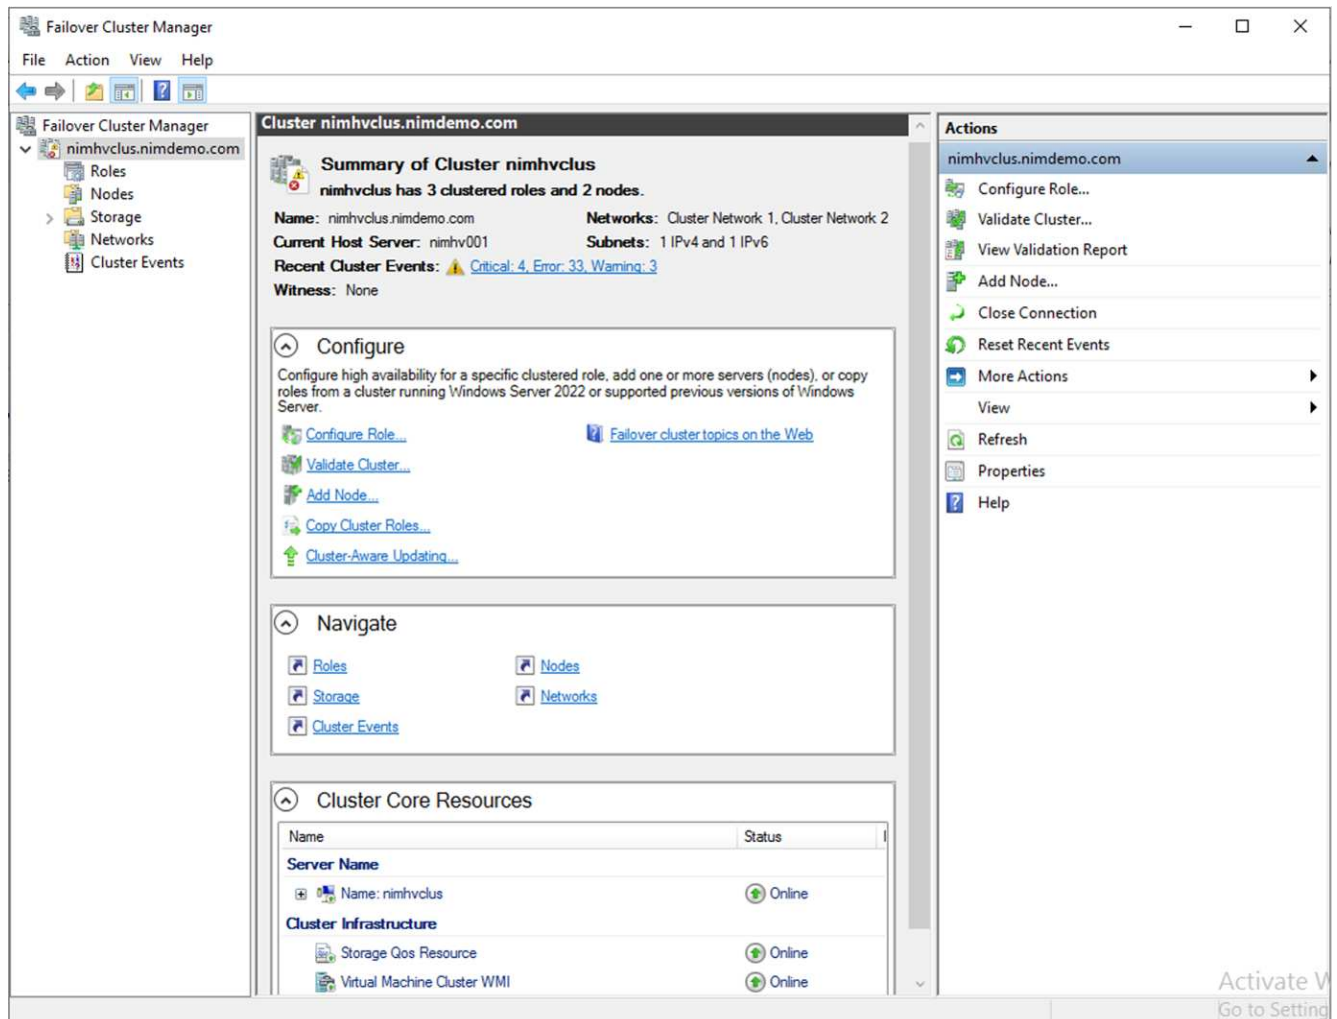 Failover Cluster Manager
File Action View Help
Failover Cluster Manager
nimhvclus.nimdemo.com
Roles
Nodes
Storage
Networks
Cluster Events
Cluster nimhvclus.nimdemo.com
Summary of Cluster nimhvclus
nimhvclus has 3 clustered roles and 2 nodes.
Name: nimhvclus.nimdemo.com Networks: Cluster Network 1, Cluster Network 2
Current Host Server: nimhv001 Subnets: 1 IPv4 and 1 IPv6
Recent Cluster Events: Critical: 4, Error: 33, Warning: 3
Witness: None
Configure
Configure high availability for a specific clustered role, add one or more servers (nodes), or copy
roles from a cluster running Windows Server 2022 or supported previous versions of Windows
Server.
Configure Role... Failover cluster topics on the Web
Validate Cluster...
Add Node...
Copy Cluster Roles...
Cluster-Aware Updating...
Navigate
Roles Nodes
Storage Networks
Cluster Events
Cluster Core Resources
Name Status
Server Name
Name: nimhvclus Online
Cluster Infrastructure
Storage Qos Resource Online
Virtual Machine Cluster WMI Online
Actions
nimhvclus.nimdemo.com
Configure Role...
Validate Cluster...
View Validation Report
Add Node...
Close Connection
Reset Recent Events
More Actions
View
Refresh
Properties
Help
Activate W
Go to Setting